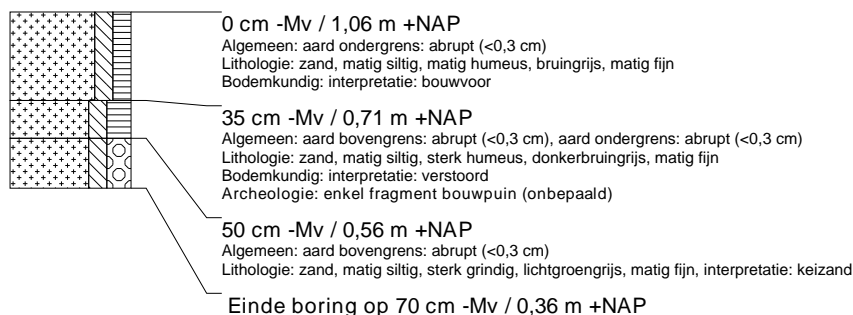 0 cm -Mv / 1,06 m +NAP
Algemeen: aard ondergrens: abrupt (<0,3 cm)
Lithologie: zand, matig siltig, matig humeus, bruingrijs, matig fijn
Bodemkundig: interpretatie: bouwvoor
35 cm -Mv / 0,71 m +NAP
Algemeen: aard bovengrens: abrupt (<0,3 cm), aard ondergrens: abrupt (<0,3 cm)
Lithologie: zand, matig siltig, sterk humeus, donkerbruingrijs, matig fijn
Bodemkundig: interpretatie: verstoord
Archeologie: enkel fragment bouwpuin (onbepaald)
50 cm -Mv / 0,56 m +NAP
Algemeen: aard bovengrens: abrupt (<0,3 cm)
Lithologie: zand, matig siltig, sterk grindig, lichtgroengrijs, matig fijn, interpretatie: keizand
Einde boring op 70 cm -Mv / 0,36 m +NAP